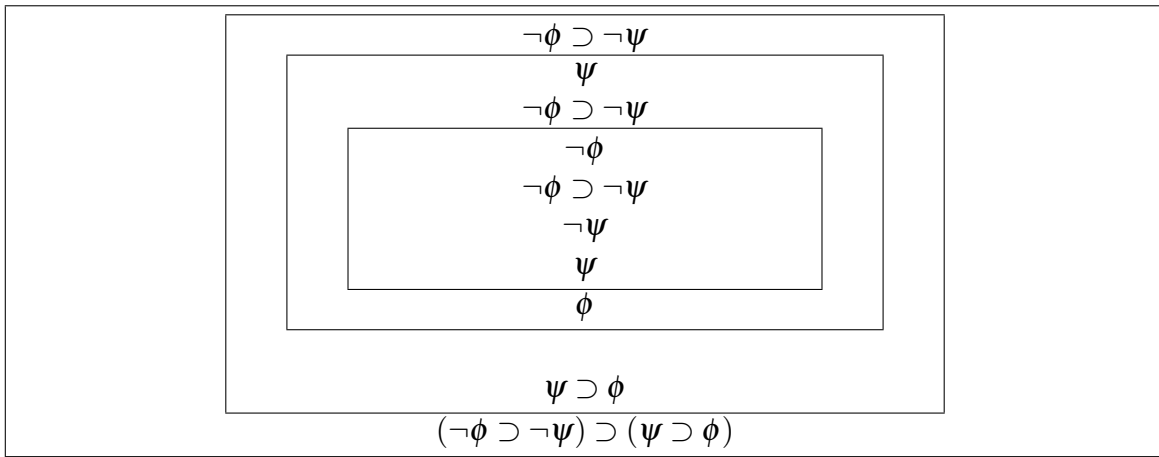 ¬ϕ ⊃ ¬ψ
ψ
¬ϕ ⊃ ¬ψ
¬ϕ
¬ϕ ⊃ ¬ψ
¬ψ
ψ
ϕ
ψ ⊃ ϕ
(¬ϕ ⊃ ¬ψ) ⊃ (ψ ⊃ ϕ)